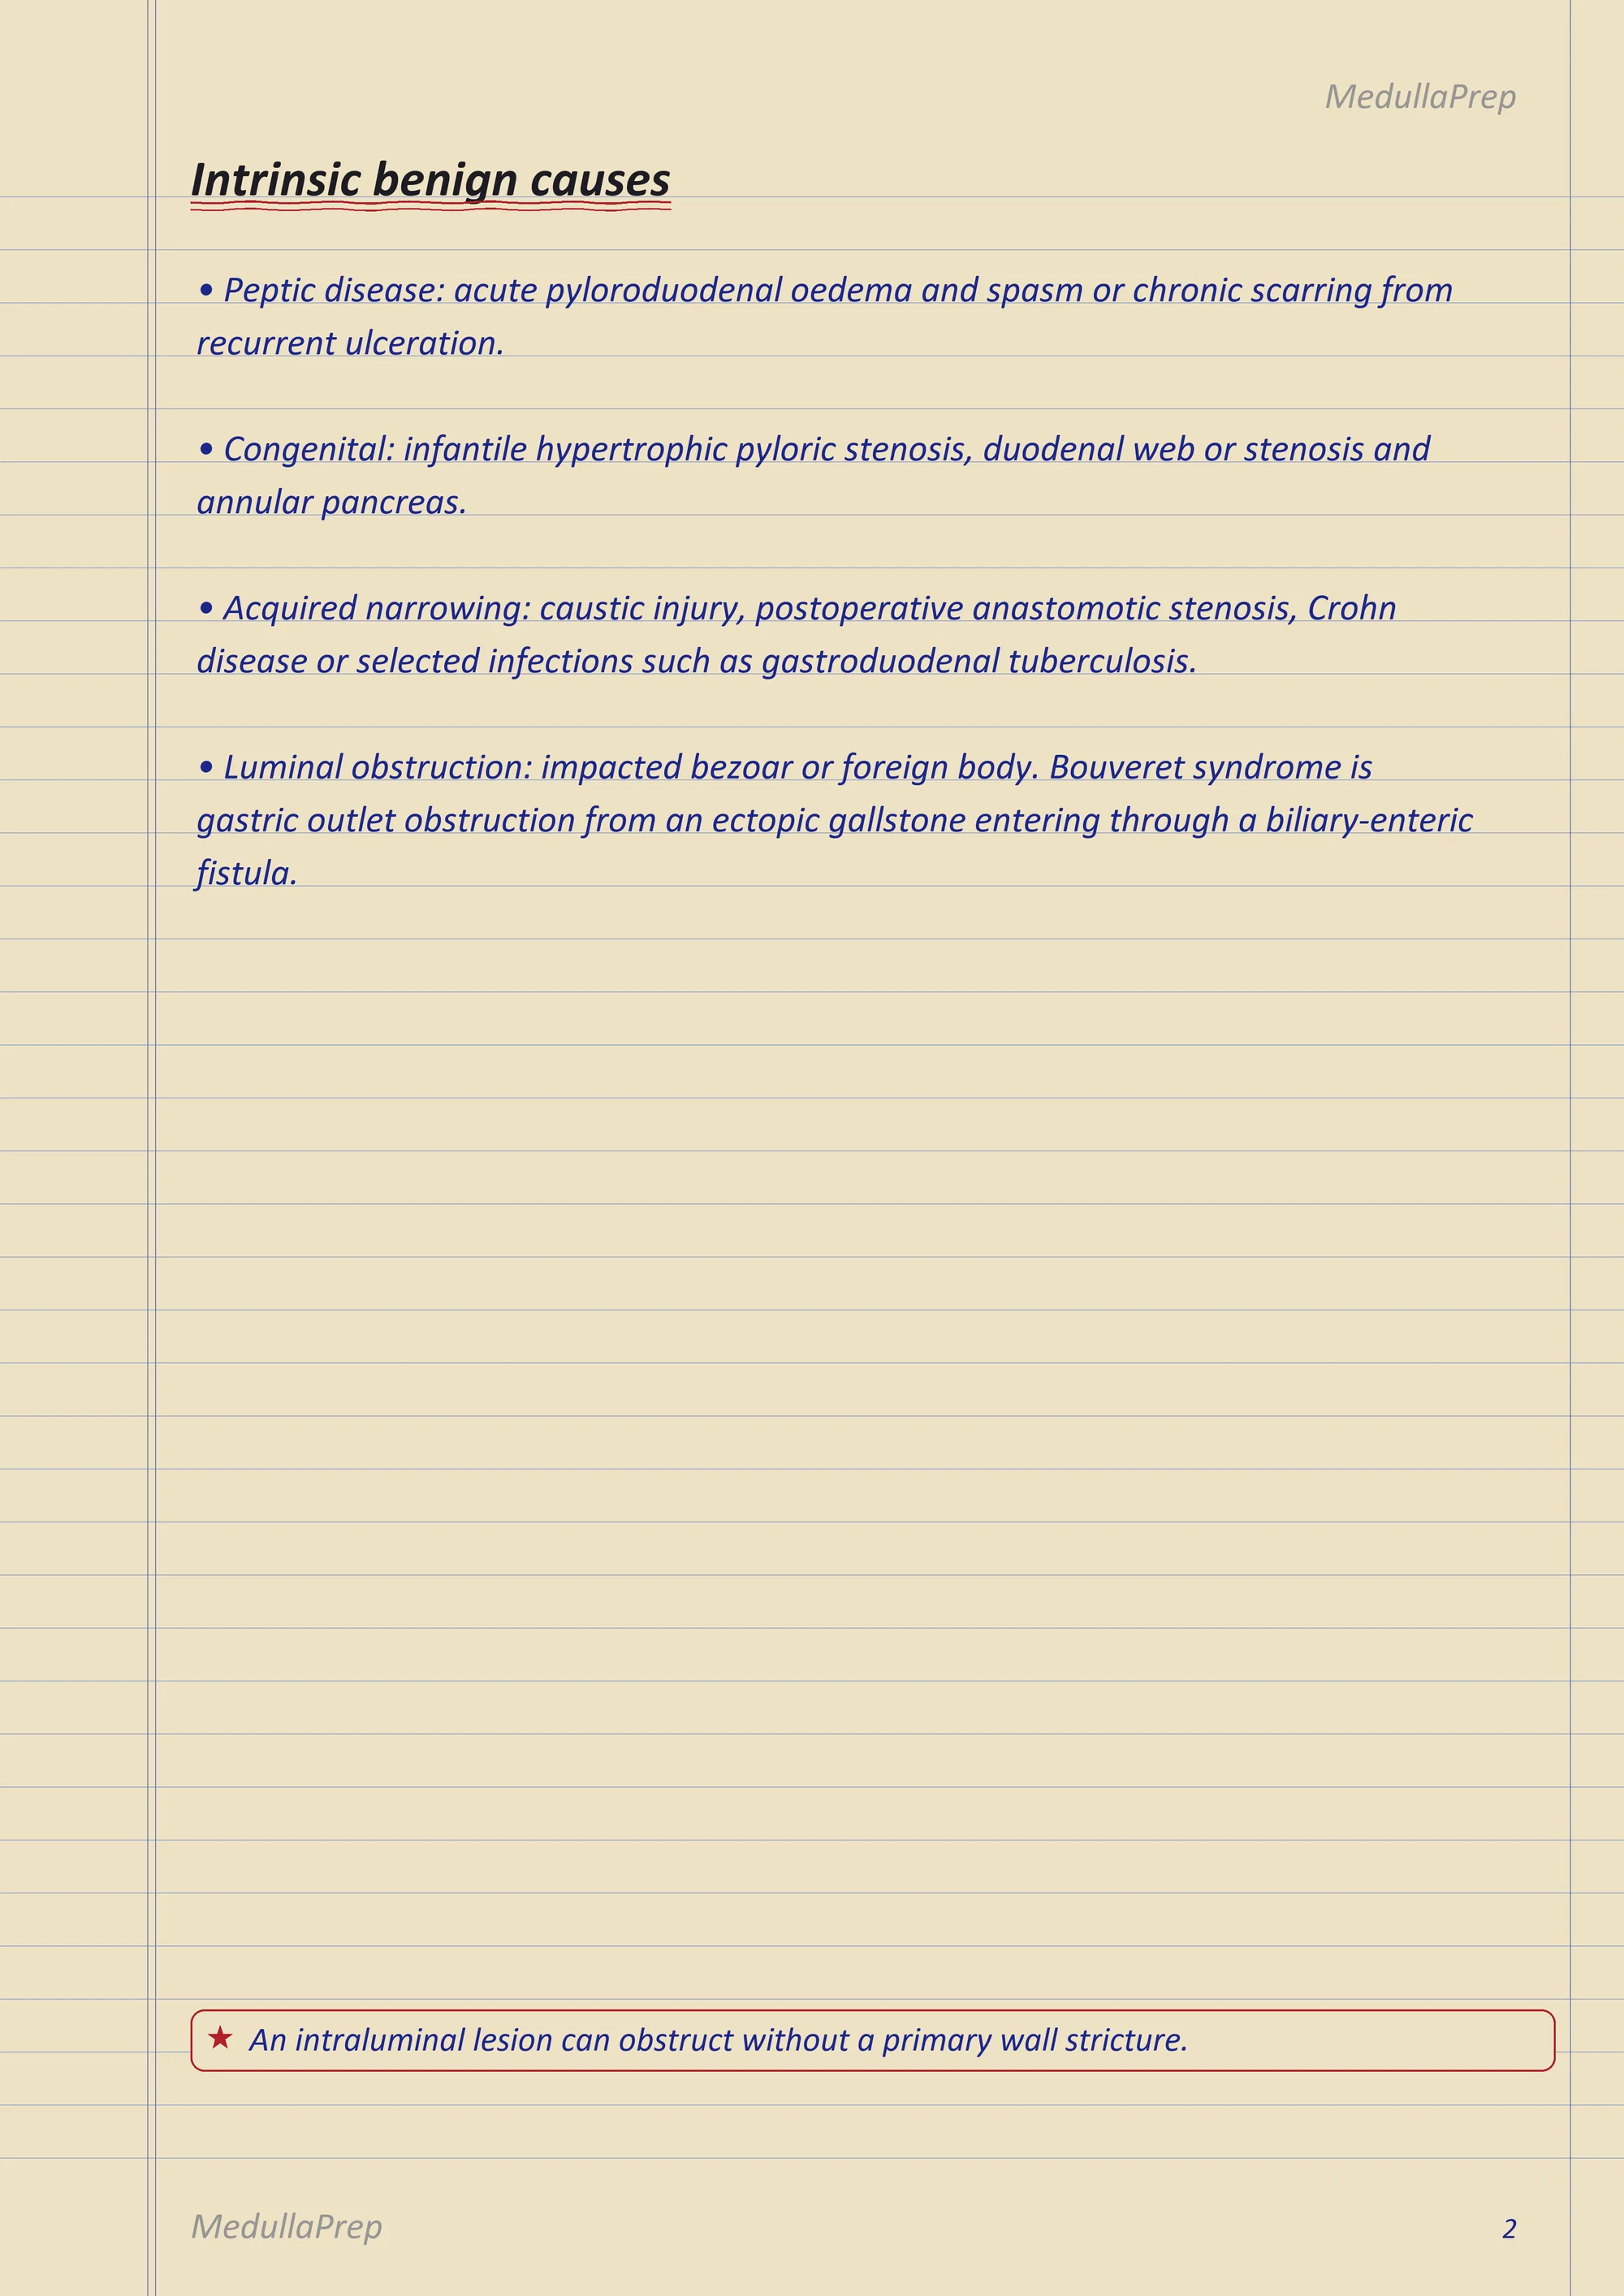 MedullaPrep
Intrinsic benign causes
• Peptic disease: acute pyloroduodenal oedema and spasm or chronic scarring from
recurrent ulceration.
• Congenital: infantile hypertrophic pyloric stenosis, duodenal web or stenosis and
annular pancreas.
• Acquired narrowing: caustic injury, postoperative anastomotic stenosis, Crohn
disease or selected infections such as gastroduodenal tuberculosis.
• Luminal obstruction: impacted bezoar or foreign body. Bouveret syndrome is
gastric outlet obstruction from an ectopic gallstone entering through a biliary-enteric
fistula.
★ An intraluminal lesion can obstruct without a primary wall stricture.
MedullaPrep
2